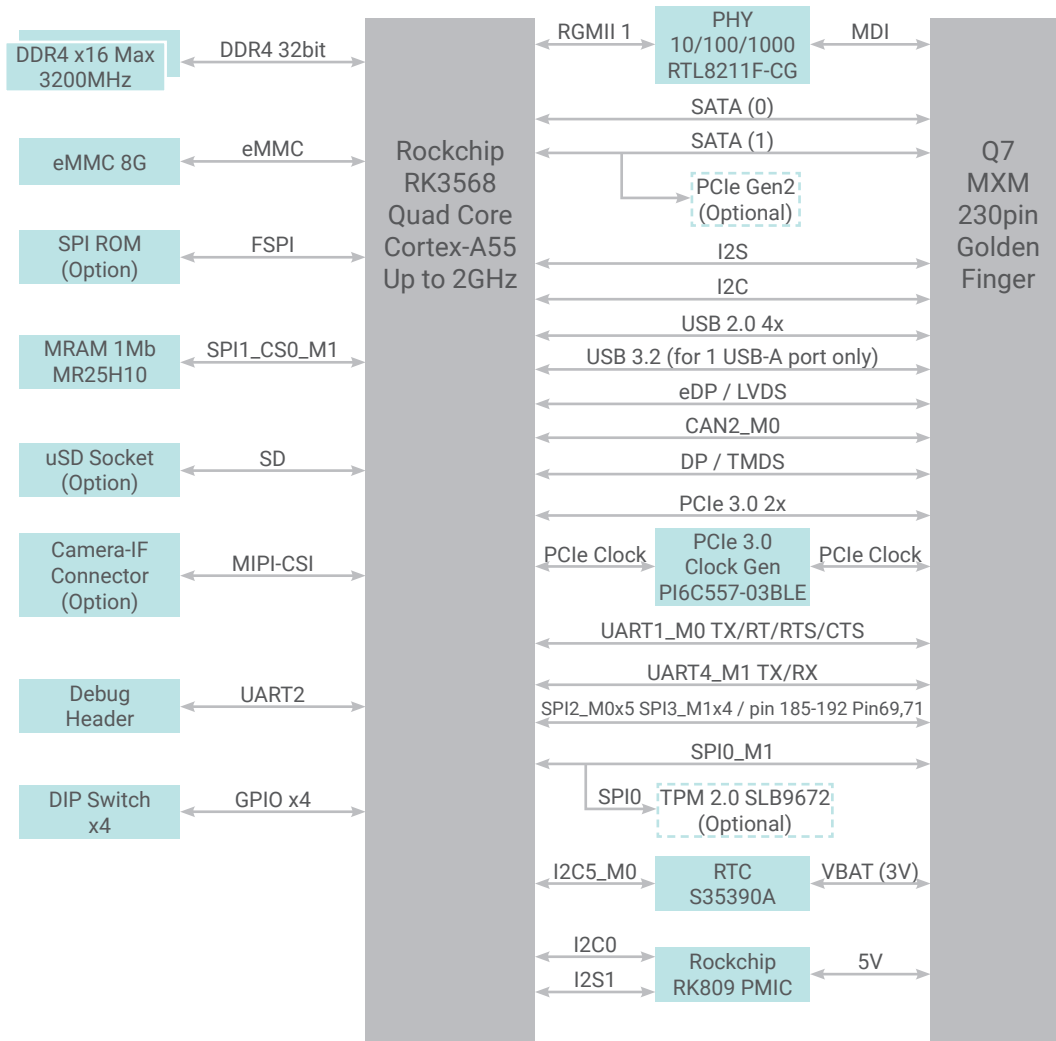 DDR4 x16 Max
3200MHz
DDR4 32bit
eMMC 8G
eMMC
SPI ROM
(Option)
FSPI
MRAM 1Mb
MR25H10
SPI1_CS0_M1
uSD Socket
(Option)
SD
Camera-IF
Connector
(Option)
MIPI-CSI
Debug
Header
UART2
DIP Switch
x4
GPIO x4
Rockchip
RK3568
Quad Core
Cortex-A55
Up to 2GHz
RGMII 1
PHY
10/100/1000
RTL8211F-CG
MDI
SATA (0)
SATA (1)
PCIe Gen2
(Optional)
I2S
I2C
USB 2.0 4x
USB 3.2 (for 1 USB-A port only)
eDP / LVDS
CAN2_M0
DP / TMDS
PCIe 3.0 2x
PCIe Clock
PCIe 3.0
Clock Gen
PI6C557-03BLE
PCIe Clock
UART1_M0 TX/RT/RTS/CTS
UART4_M1 TX/RX
SPI2_M0x5 SPI3_M1x4 / pin 185-192 Pin69,71
SPI0_M1
SPI0
TPM 2.0 SLB9672
(Optional)
I2C5_M0
RTC
S35390A
VBAT (3V)
I2C0
I2S1
Rockchip
RK809 PMIC
5V
Q7
MXM
230pin
Golden
Finger